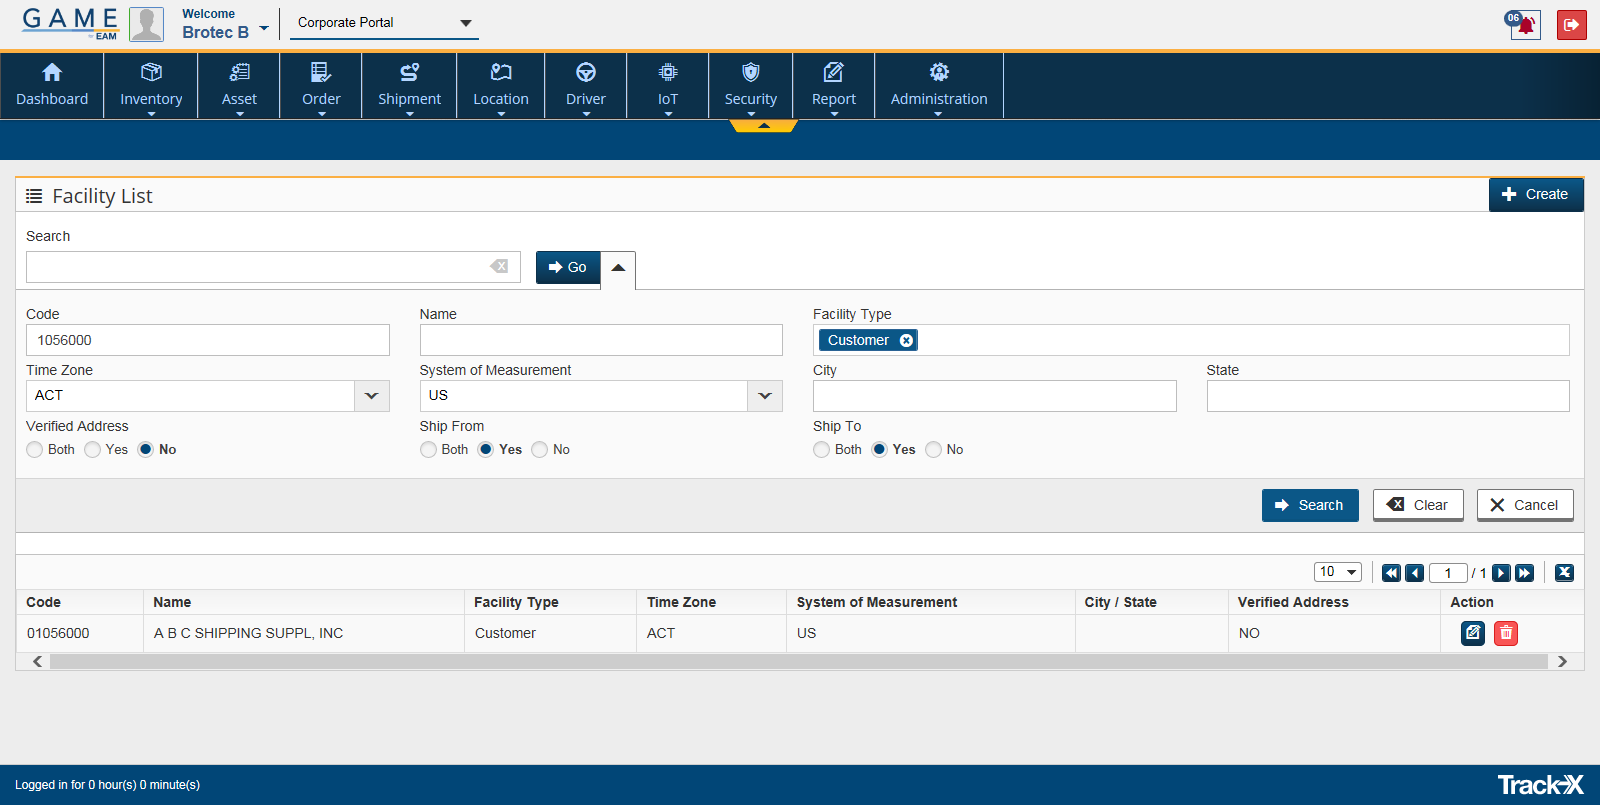 GAME
EAM
Welcome
Brotec B
Corporate Portal
06
Dashboard
Inventory
Asset
Order
Shipment
Location
Driver
IoT
Security
Report
Administration
Facility List
Create
Search
Go
Code
Name
Facility Type
1056000
Customer
Time Zone
System of Measurement
City
State
ACT
US
Verified Address
Ship From
Ship To
Both Yes No
Both Yes No
Both Yes No
Search
Clear
Cancel
10
1 / 1
Code Name Facility Type Time Zone System of Measurement City / State Verified Address Action
01056000 A B C SHIPPING SUPPL, INC Customer ACT US NO
Logged in for 0 hour(s) 0 minute(s)
Track-X